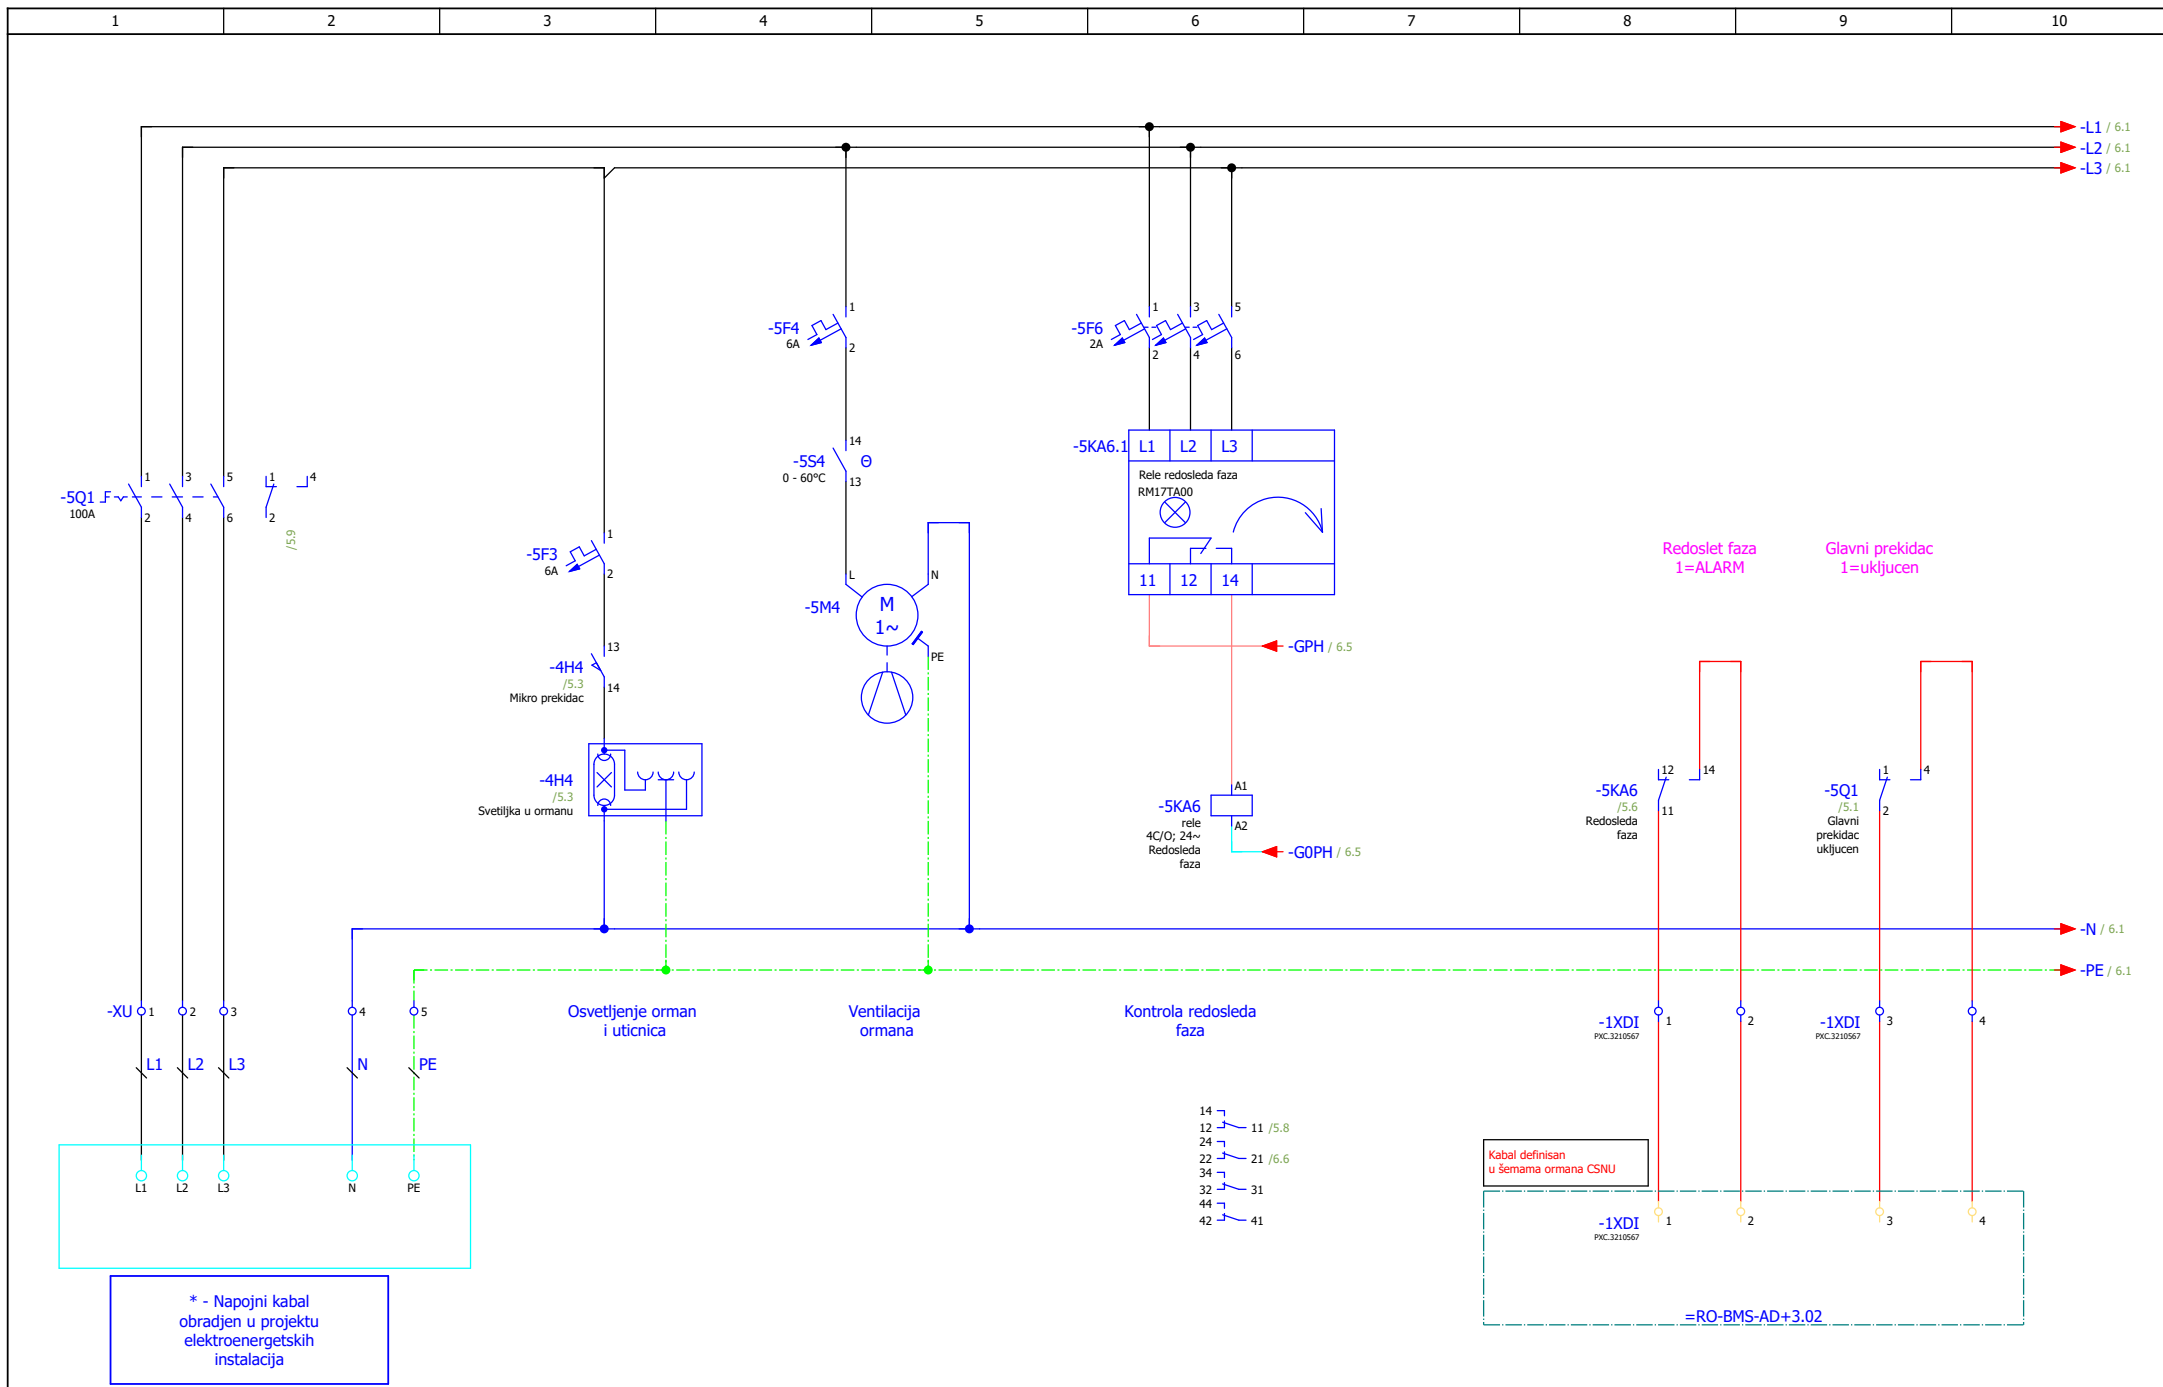 1
2
3
4
5
6
7
8
9
10
-L1 / 6.1
-L2 / 6.1
-L3 / 6.1
-5Q1
100A
1
2
3
4
5
6
1
2
4
/5.9
-5F3
6A
1
2
-4H4
/5.3
Mikro prekidac
13
14
-4H4
/5.3
Svetiljka u ormanu
-5F4
6A
1
2
-5S4
0 - 60°C
14
Θ
13
-5M4
L
N
M
1~
PE
-5F6
2A
1
3
5
2
4
6
-5KA6.1
L1
L2
L3
Rele redosleda faza
RM17TA00
11
12
14
-GPH / 6.5
-5KA6
rele
4C/O; 24~
Redosleda
faza
A1
A2
-G0PH / 6.5
Redoslet faza
1=ALARM
Glavni prekidac
1=ukljucen
-5KA6
/5.6
Redosleda
faza
12
14
11
-5Q1
/5.1
Glavni
prekidac
ukljucen
1
4
2
-N / 6.1
-PE / 6.1
-XU
1
2
3
4
5
Osvetljenje orman
i uticnica
Ventilacija
ormana
Kontrola redosleda
faza
-1XDI
PXC.3210567
1
2
-1XDI
PXC.3210567
3
4
L1
L2
L3
N
PE
14
12
11 /5.8
24
22
21 /6.6
34
32
31
44
42
41
Kabal definisan
u šemama ormana CSNU
L1
L2
L3
N
PE
-1XDI
PXC.3210567
1
2
3
4
=RO-BMS-AD+3.02
* - Napojni kabal
obradjen u projektu
elektroenergetskih
instalacija